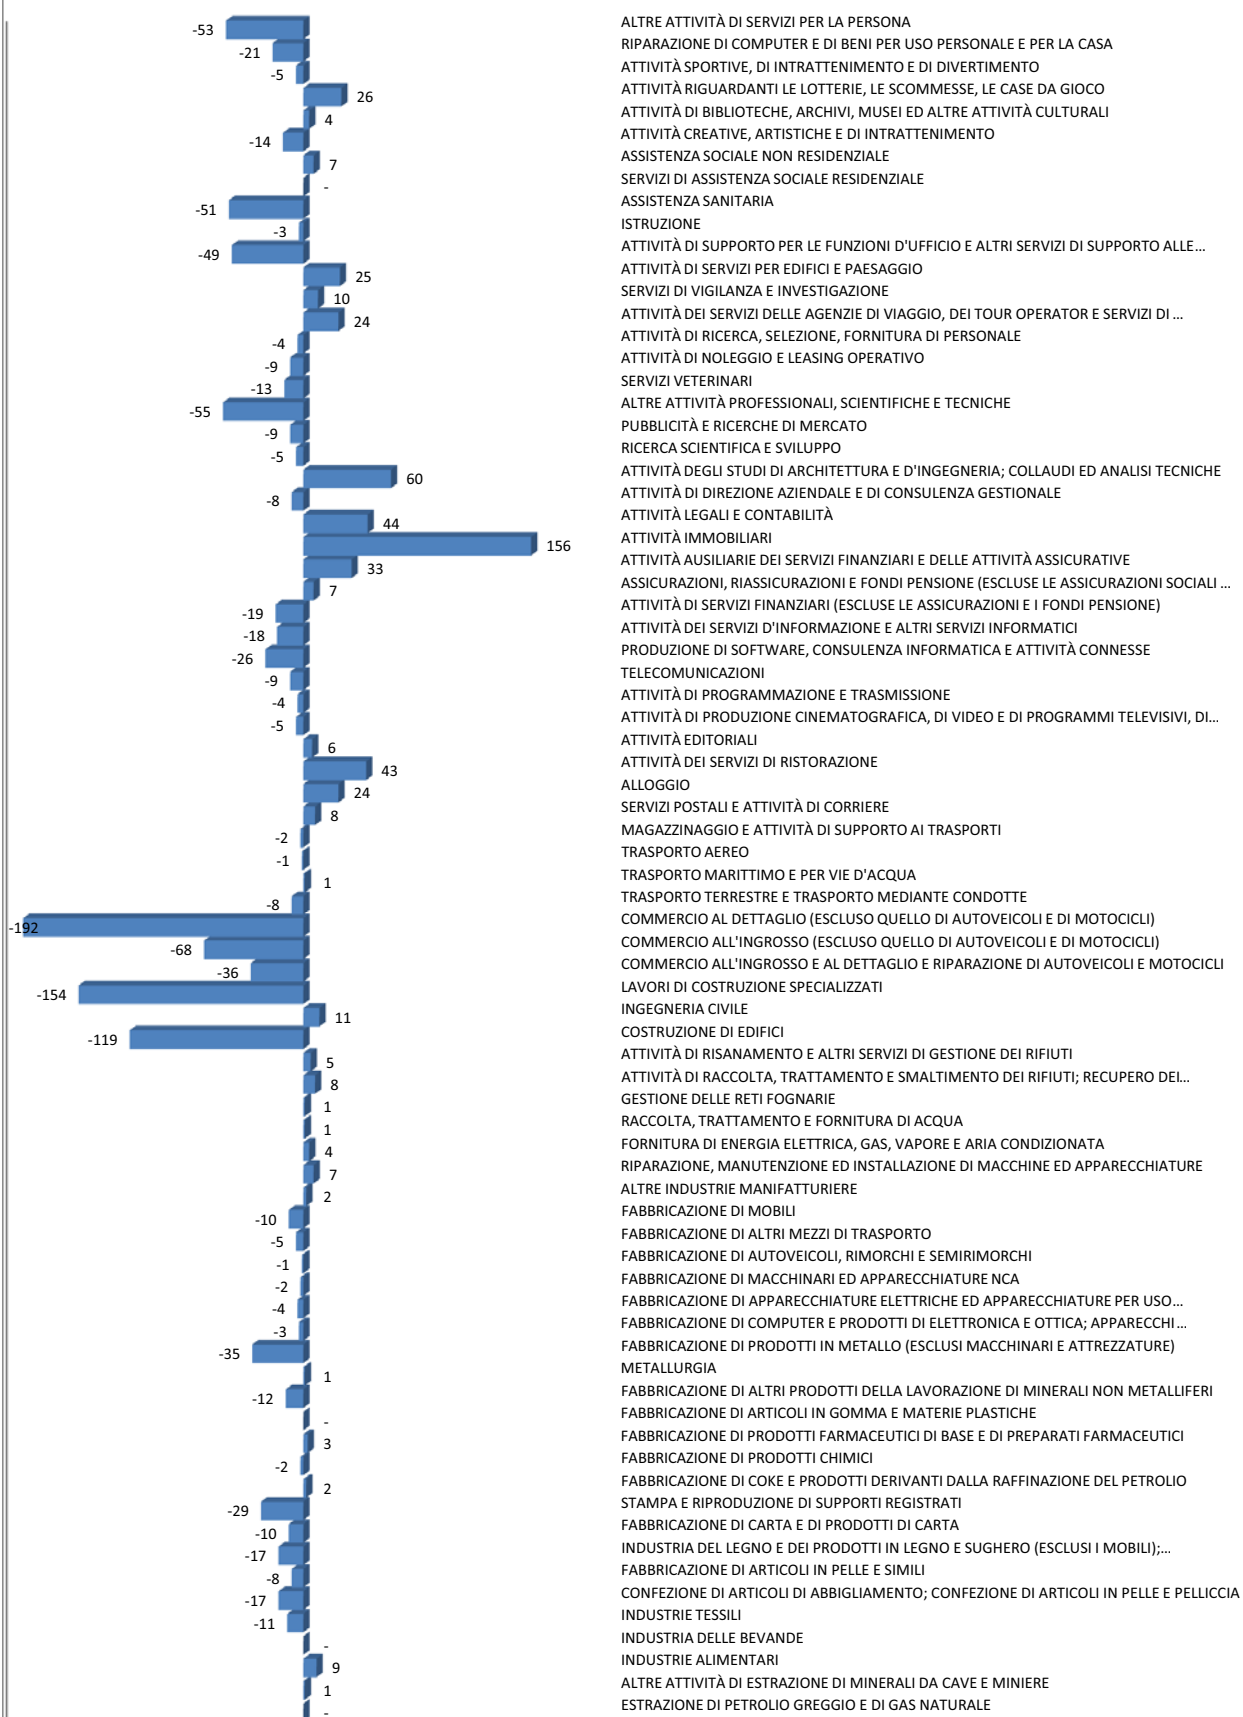 -53 ALTRE ATTIVITÀ DI SERVIZI PER LA PERSONA
-21 RIPARAZIONE DI COMPUTER E DI BENI PER USO PERSONALE E PER LA CASA
-5 ATTIVITÀ SPORTIVE, DI INTRATTENIMENTO E DI DIVERTIMENTO
26 ATTIVITÀ RIGUARDANTI LE LOTTERIE, LE SCOMMESSE, LE CASE DA GIOCO
4 ATTIVITÀ DI BIBLIOTECHE, ARCHIVI, MUSEI ED ALTRE ATTIVITÀ CULTURALI
-14 ATTIVITÀ CREATIVE, ARTISTICHE E DI INTRATTENIMENTO
7 ASSISTENZA SOCIALE NON RESIDENZIALE
- SERVIZI DI ASSISTENZA SOCIALE RESIDENZIALE
-51 ASSISTENZA SANITARIA
-3 ISTRUZIONE
-49 ATTIVITÀ DI SUPPORTO PER LE FUNZIONI D'UFFICIO E ALTRI SERVIZI DI SUPPORTO ALLE…
25 ATTIVITÀ DI SERVIZI PER EDIFICI E PAESAGGIO
10 SERVIZI DI VIGILANZA E INVESTIGAZIONE
24 ATTIVITÀ DEI SERVIZI DELLE AGENZIE DI VIAGGIO, DEI TOUR OPERATOR E SERVIZI DI …
-4 ATTIVITÀ DI RICERCA, SELEZIONE, FORNITURA DI PERSONALE
-9 ATTIVITÀ DI NOLEGGIO E LEASING OPERATIVO
-13 SERVIZI VETERINARI
-55 ALTRE ATTIVITÀ PROFESSIONALI, SCIENTIFICHE E TECNICHE
-9 PUBBLICITÀ E RICERCHE DI MERCATO
-5 RICERCA SCIENTIFICA E SVILUPPO
60 ATTIVITÀ DEGLI STUDI DI ARCHITETTURA E D'INGEGNERIA; COLLAUDI ED ANALISI TECNICHE
-8 ATTIVITÀ DI DIREZIONE AZIENDALE E DI CONSULENZA GESTIONALE
44 ATTIVITÀ LEGALI E CONTABILITÀ
156 ATTIVITÀ IMMOBILIARI
33 ATTIVITÀ AUSILIARIE DEI SERVIZI FINANZIARI E DELLE ATTIVITÀ ASSICURATIVE
7 ASSICURAZIONI, RIASSICURAZIONI E FONDI PENSIONE (ESCLUSE LE ASSICURAZIONI SOCIALI …
-19 ATTIVITÀ DI SERVIZI FINANZIARI (ESCLUSE LE ASSICURAZIONI E I FONDI PENSIONE)
-18 ATTIVITÀ DEI SERVIZI D'INFORMAZIONE E ALTRI SERVIZI INFORMATICI
-26 PRODUZIONE DI SOFTWARE, CONSULENZA INFORMATICA E ATTIVITÀ CONNESSE
-9 TELECOMUNICAZIONI
-4 ATTIVITÀ DI PROGRAMMAZIONE E TRASMISSIONE
-5 ATTIVITÀ DI PRODUZIONE CINEMATOGRAFICA, DI VIDEO E DI PROGRAMMI TELEVISIVI, DI…
6 ATTIVITÀ EDITORIALI
43 ATTIVITÀ DEI SERVIZI DI RISTORAZIONE
24 ALLOGGIO
8 SERVIZI POSTALI E ATTIVITÀ DI CORRIERE
-2 MAGAZZINAGGIO E ATTIVITÀ DI SUPPORTO AI TRASPORTI
-1 TRASPORTO AEREO
1 TRASPORTO MARITTIMO E PER VIE D'ACQUA
-8 TRASPORTO TERRESTRE E TRASPORTO MEDIANTE CONDOTTE
-192 COMMERCIO AL DETTAGLIO (ESCLUSO QUELLO DI AUTOVEICOLI E DI MOTOCICLI)
-68 COMMERCIO ALL'INGROSSO (ESCLUSO QUELLO DI AUTOVEICOLI E DI MOTOCICLI)
-36 COMMERCIO ALL'INGROSSO E AL DETTAGLIO E RIPARAZIONE DI AUTOVEICOLI E MOTOCICLI
-154 LAVORI DI COSTRUZIONE SPECIALIZZATI
11 INGEGNERIA CIVILE
-119 COSTRUZIONE DI EDIFICI
5 ATTIVITÀ DI RISANAMENTO E ALTRI SERVIZI DI GESTIONE DEI RIFIUTI
8 ATTIVITÀ DI RACCOLTA, TRATTAMENTO E SMALTIMENTO DEI RIFIUTI; RECUPERO DEI…
1 GESTIONE DELLE RETI FOGNARIE
1 RACCOLTA, TRATTAMENTO E FORNITURA DI ACQUA
4 FORNITURA DI ENERGIA ELETTRICA, GAS, VAPORE E ARIA CONDIZIONATA
7 RIPARAZIONE, MANUTENZIONE ED INSTALLAZIONE DI MACCHINE ED APPARECCHIATURE
2 ALTRE INDUSTRIE MANIFATTURIERE
-10 FABBRICAZIONE DI MOBILI
-5 FABBRICAZIONE DI ALTRI MEZZI DI TRASPORTO
-1 FABBRICAZIONE DI AUTOVEICOLI, RIMORCHI E SEMIRIMORCHI
-2 FABBRICAZIONE DI MACCHINARI ED APPARECCHIATURE NCA
-4 FABBRICAZIONE DI APPARECCHIATURE ELETTRICHE ED APPARECCHIATURE PER USO…
-3 FABBRICAZIONE DI COMPUTER E PRODOTTI DI ELETTRONICA E OTTICA; APPARECCHI…
-35 FABBRICAZIONE DI PRODOTTI IN METALLO (ESCLUSI MACCHINARI E ATTREZZATURE)
1 METALLURGIA
-12 FABBRICAZIONE DI ALTRI PRODOTTI DELLA LAVORAZIONE DI MINERALI NON METALLIFERI
- FABBRICAZIONE DI ARTICOLI IN GOMMA E MATERIE PLASTICHE
3 FABBRICAZIONE DI PRODOTTI FARMACEUTICI DI BASE E DI PREPARATI FARMACEUTICI
-2 FABBRICAZIONE DI PRODOTTI CHIMICI
2 FABBRICAZIONE DI COKE E PRODOTTI DERIVANTI DALLA RAFFINAZIONE DEL PETROLIO
-29 STAMPA E RIPRODUZIONE DI SUPPORTI REGISTRATI
-10 FABBRICAZIONE DI CARTA E DI PRODOTTI DI CARTA
-17 INDUSTRIA DEL LEGNO E DEI PRODOTTI IN LEGNO E SUGHERO (ESCLUSI I MOBILI);…
-8 FABBRICAZIONE DI ARTICOLI IN PELLE E SIMILI
-17 CONFEZIONE DI ARTICOLI DI ABBIGLIAMENTO; CONFEZIONE DI ARTICOLI IN PELLE E PELLICCIA
-11 INDUSTRIE TESSILI
- INDUSTRIA DELLE BEVANDE
9 INDUSTRIE ALIMENTARI
1 ALTRE ATTIVITÀ DI ESTRAZIONE DI MINERALI DA CAVE E MINIERE
- ESTRAZIONE DI PETROLIO GREGGIO E DI GAS NATURALE